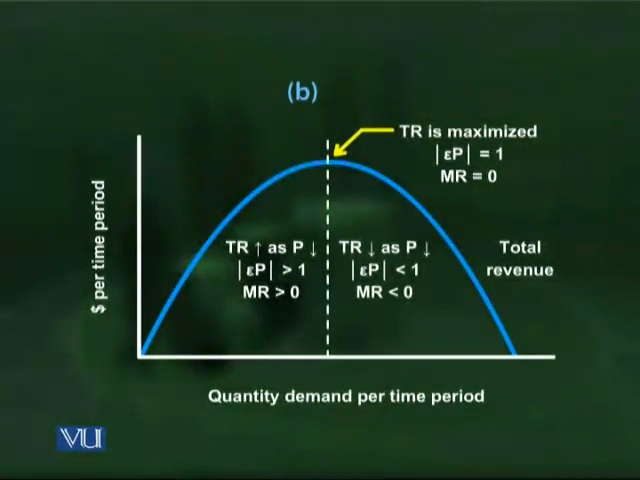 (b)
TR is maximized
|εP| = 1
MR = 0
$ per time period
TR ↑ as P ↓
|εP| > 1
MR > 0
TR ↓ as P ↓
|εP| < 1
MR < 0
Total
revenue
Quantity demand per time period
VU